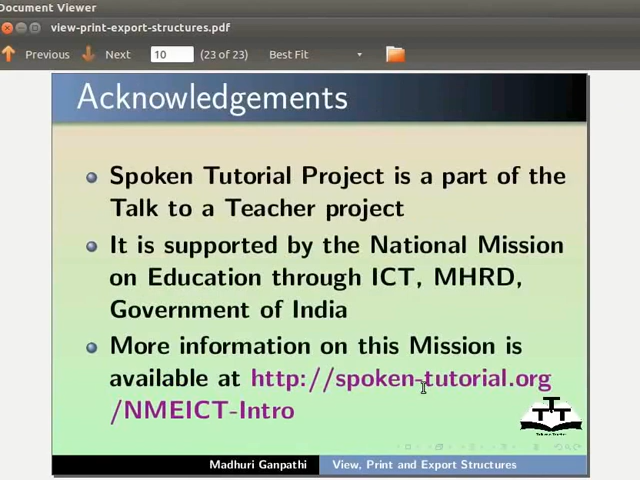 Document Viewer
view-print-export-structures.pdf
Previous Next 10 (23 of 23) Best Fit
Acknowledgements
Spoken Tutorial Project is a part of the
Talk to a Teacher project
It is supported by the National Mission
on Education through ICT, MHRD,
Government of India
More information on this Mission is
available at http://spoken-tutorial.org
/NMEICT-Intro
Madhuri Ganpathi View, Print and Export Structures